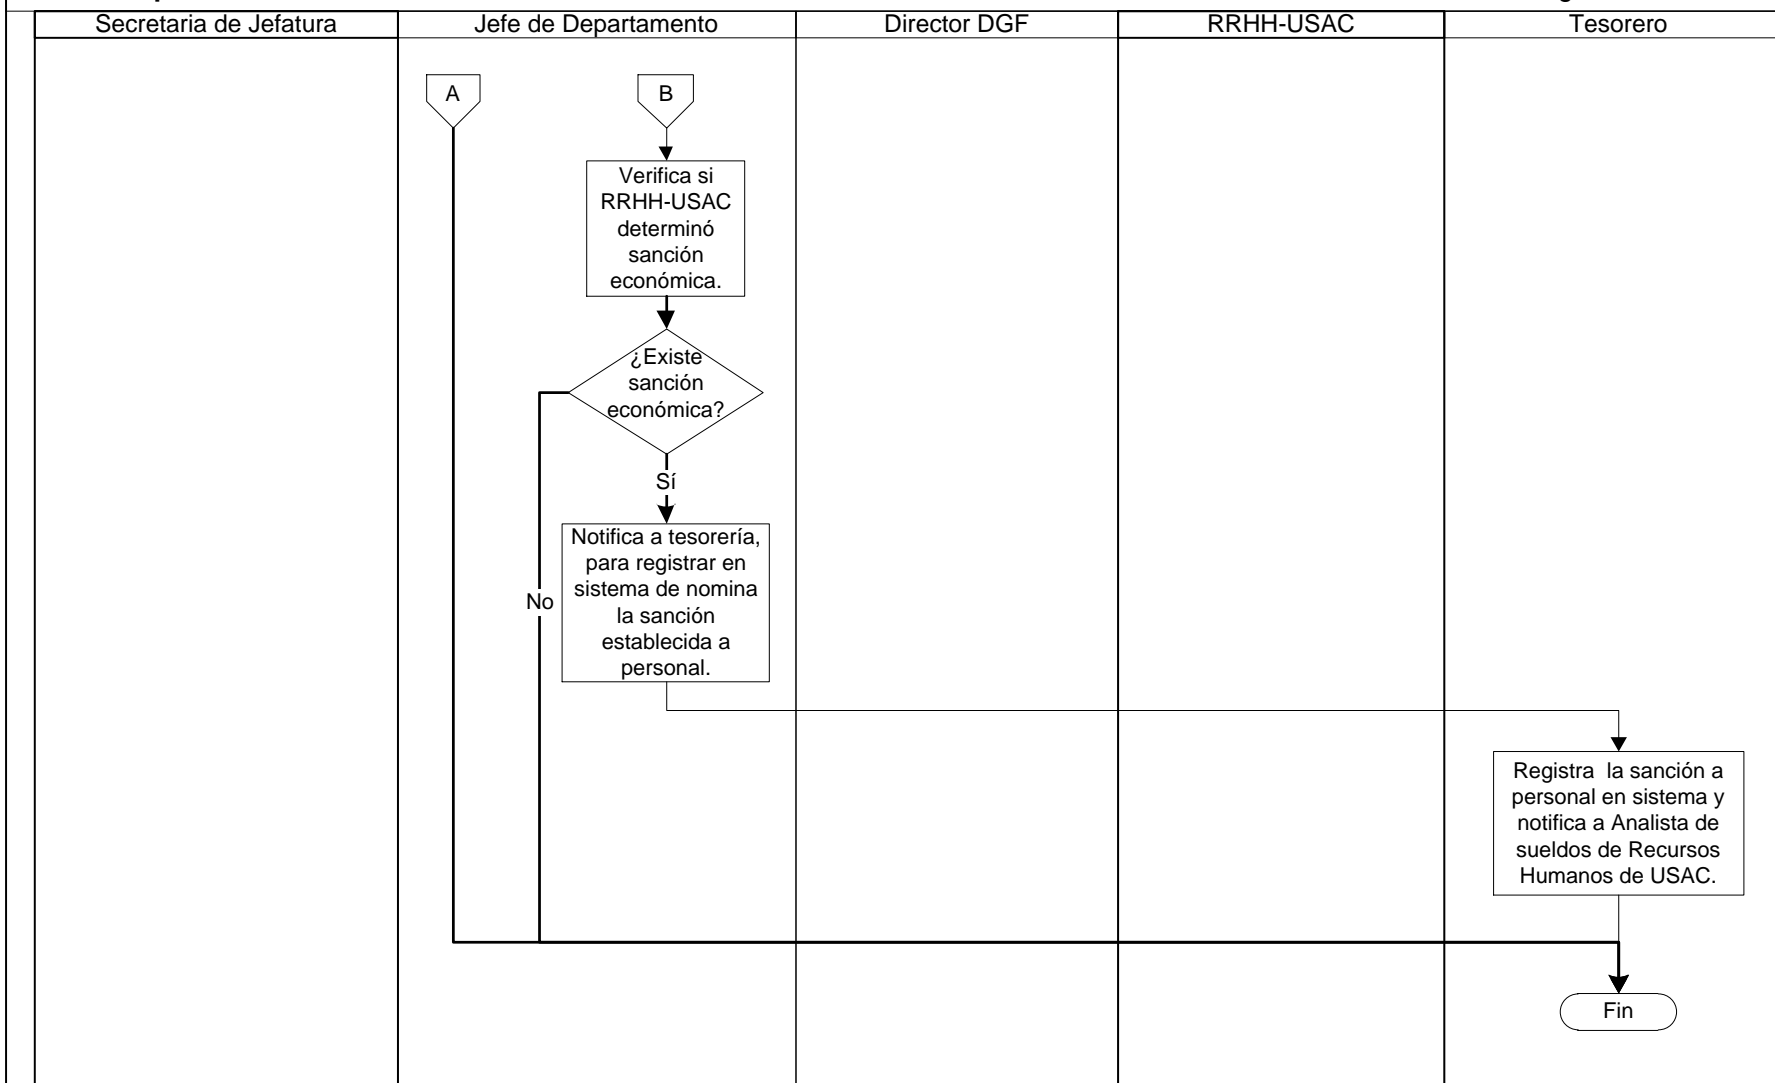 Secretaria de Jefatura
Jefe de Departamento
Director DGF
RRHH-USAC
Tesorero
A
B
Verifica si
RRHH-USAC
determinó
sanción
económica.
¿Existe
sanción
económica?
Sí
Notifica a tesorería,
para registrar en
sistema de nomina
la sanción
establecida a
personal.
No
Registra la sanción a
personal en sistema y
notifica a Analista de
sueldos de Recursos
Humanos de USAC.
Fin